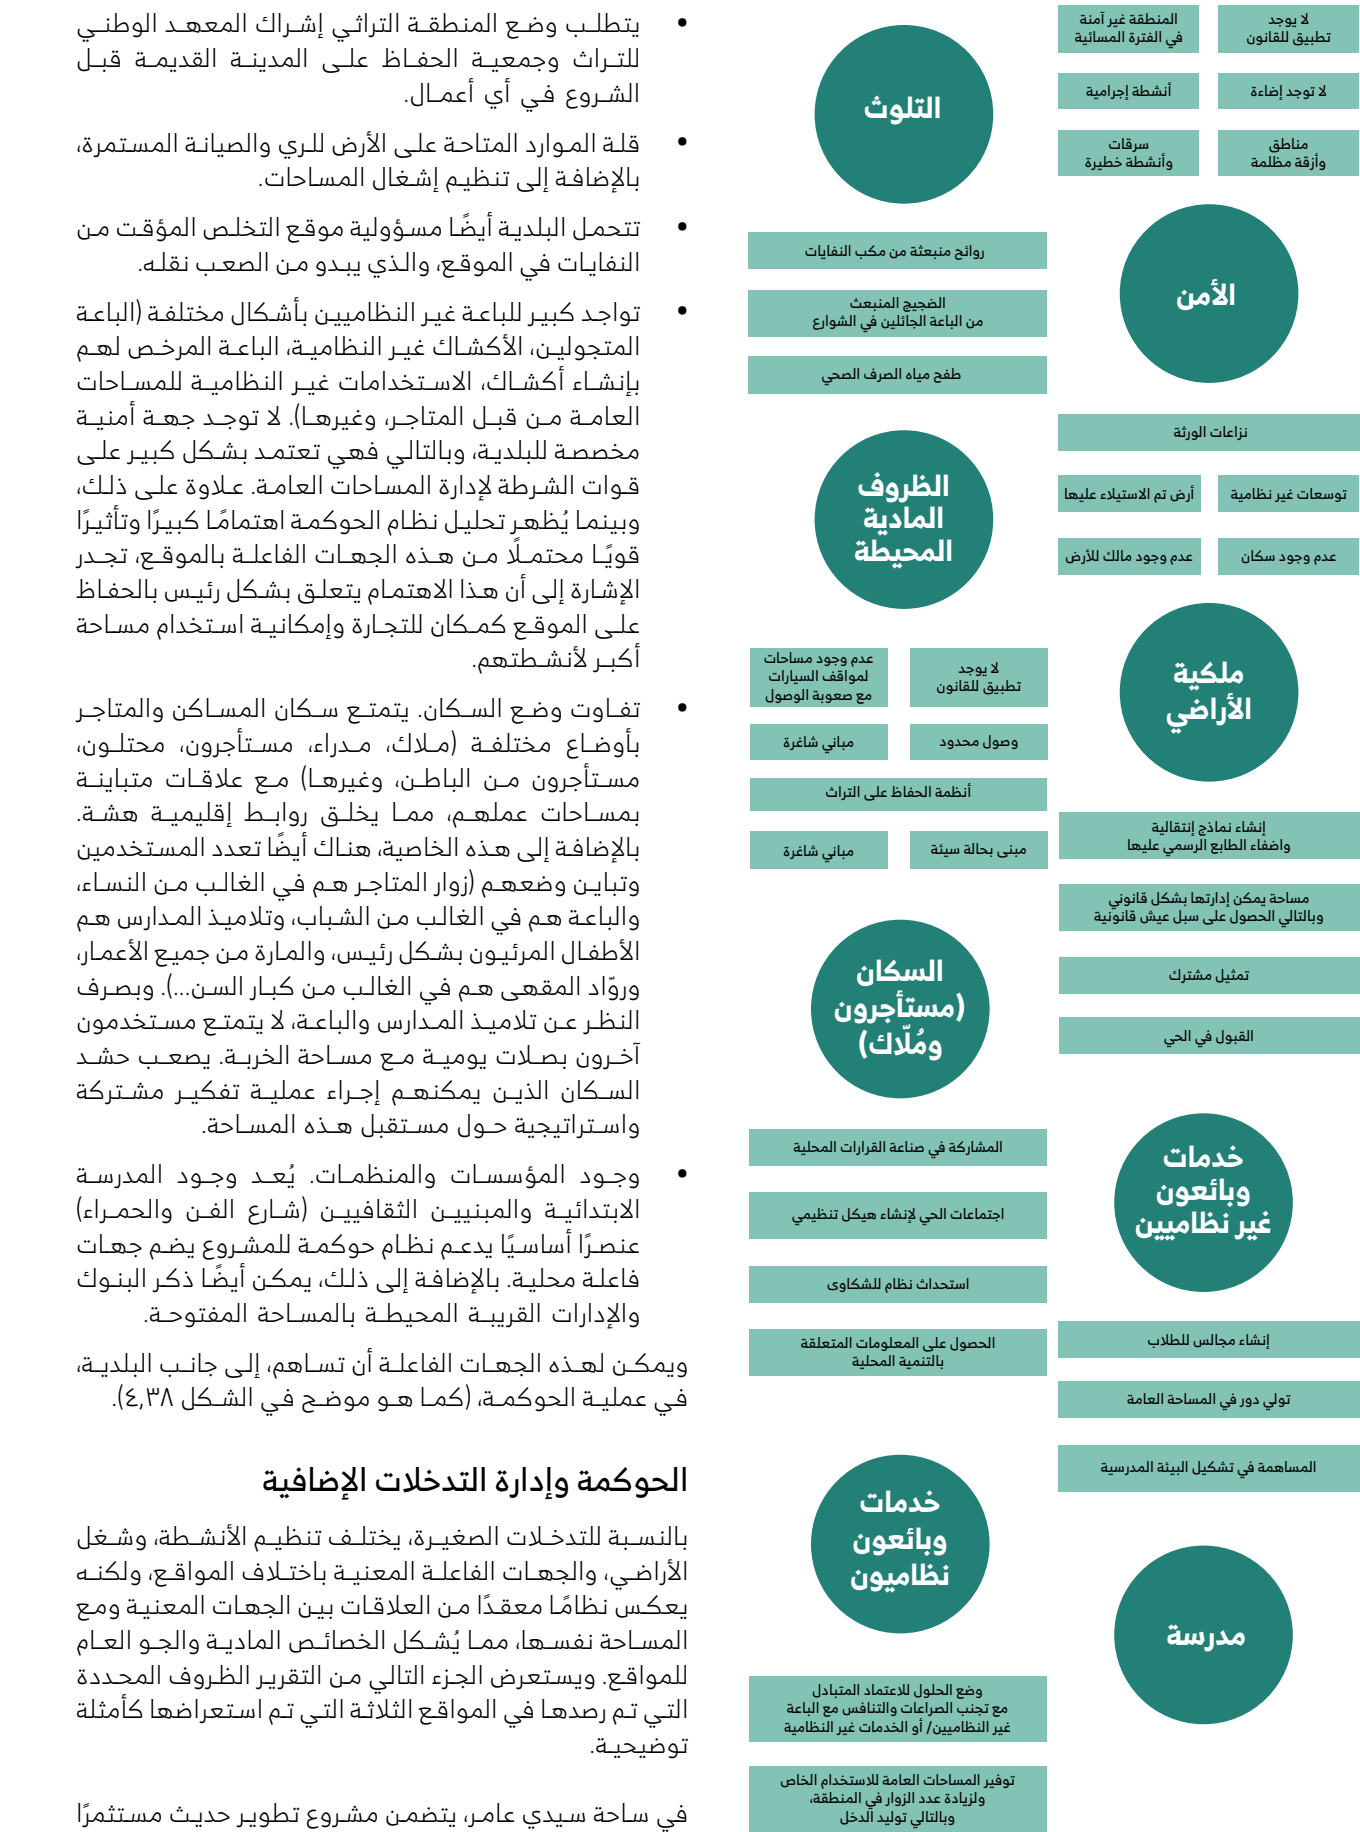 لا يوجد
تطبيق للقانون
المنطقة غير آمنة
في الفترة المسائية
لا توجد إضاءة
أنشطة إجرامية
مناطق
وأزقة مظلمة
سرقات
وأنشطة خطيرة
الأمن
نزاعات الورثة
توسعات غير نظامية
أرض تم الاستيلاء عليها
عدم وجود سكان
عدم وجود مالك للأرض
ملكية
الأراضي
إنشاء نماذج إنتقالية
واضفاء الطابع الرسمي عليها
مساحة يمكن إدارتها بشكل قانوني
وبالتالي الحصول على سبل عيش قانونية
تمثيل مشترك
القبول في الحي
خدمات
وبائعون
غير نظاميين
إنشاء مجالس للطلاب
تولي دور في المساحة العامة
المساهمة في تشكيل البيئة المدرسية
مدرسة
التلوث
روائح منبعثة من مكب النفايات
الضجيج المنبعث
من الباعة الجائلين في الشوارع
طفح مياه الصرف الصحي
الظروف
المادية
المحيطة
لا يوجد
تطبيق للقانون
عدم وجود مساحات
لمواقف السيارات
مع صعوبة الوصول
وصول محدود
مباني شاغرة
أنظمة الحفاظ على التراث
مبنى بحالة سيئة
مباني شاغرة
السكان
(مستأجرون
ومُلّاك)
المشاركة في صناعة القرارات المحلية
اجتماعات الحي لإنشاء هيكل تنظيمي
استحداث نظام للشكاوى
الحصول على المعلومات المتعلقة
بالتنمية المحلية
خدمات
وبائعون
نظاميون
وضع الحلول للاعتماد المتبادل
مع تجنب الصراعات والتنافس مع الباعة
غير النظاميين/ أو الخدمات غير النظامية
توفير المساحات العامة للاستخدام الخاص
ولزيادة عدد الزوار في المنطقة،
وبالتالي توليد الدخل
• يتطلب وضع المنطقة التراثي إشراك المعهد الوطني
للتراث وجمعية الحفاظ على المدينة القديمة قبل
الشروع في أي أعمال.
• قلة الموارد المتاحة على الأرض للري والصيانة المستمرة،
بالإضافة إلى تنظيم إشغال المساحات.
• تتحمل البلدية أيضًا مسؤولية موقع التخلص المؤقت من
النفايات في الموقع، والذي يبدو من الصعب نقله.
• تواجد كبير للباعة غير النظاميين بأشكال مختلفة (الباعة
المتجولين، الأكشاك غير النظامية، الباعة المرخص لهم
بإنشاء أكشاك، الاستخدامات غير النظامية للمساحات
العامة من قبل المتاجر، وغيرها). لا توجد جهة أمنية
مخصصة للبلدية، وبالتالي فهي تعتمد بشكل كبير على
قوات الشرطة لإدارة المساحات العامة. علاوة على ذلك،
وبينما يُظهر تحليل نظام الحوكمة اهتمامًا كبيرًا وتأثيرًا
قويًا محتملًا من هذه الجهات الفاعلة بالموقع، تجدر
الإشارة إلى أن هذا الاهتمام يتعلق بشكل رئيس بالحفاظ
على الموقع كمكان للتجارة وإمكانية استخدام مساحة
أكبر لأنشطتهم.
• تفاوت وضع السكان. يتمتع سكان المساكن والمتاجر
بأوضاع مختلفة (ملاك، مدراء، مستأجرون، محتلون،
مستأجرون من الباطن، وغيرها) مع علاقات متباينة
بمساحات عملهم، مما يخلق روابط إقليمية هشة.
بالإضافة إلى هذه الخاصية، هناك أيضًا تعدد المستخدمين
وتباين وضعهم (زوار المتاجر هم في الغالب من النساء،
والباعة هم في الغالب من الشباب، وتلاميذ المدارس هم
الأطفال المرئيون بشكل رئيس، والمارة من جميع الأعمار،
وروّاد المقهى هم في الغالب من كبار السن...). وبصرف
النظر عن تلاميذ المدارس والباعة، لا يتمتع مستخدمون
آخرون بصلات يومية مع مساحة الخربة. يصعب حشد
السكان الذين يمكنهم إجراء عملية تفكير مشتركة
واستراتيجية حول مستقبل هذه المساحة.
• وجود المؤسسات والمنظمات. يُعد وجود المدرسة
الابتدائية والمبنيين الثقافيين (شارع الفن والحمراء)
عنصرًا أساسيًا يدعم نظام حوكمة للمشروع يضم جهات
فاعلة محلية. بالإضافة إلى ذلك، يمكن أيضًا ذكر البنوك
والإدارات القريبة المحيطة بالمساحة المفتوحة.
ويمكن لهذه الجهات الفاعلة أن تساهم، إلى جانب البلدية،
في عملية الحوكمة، (كما هو موضح في الشكل ٤,٣٨).
الحوكمة وإدارة التدخلات الإضافية
بالنسبة للتدخلات الصغيرة، يختلف تنظيم الأنشطة، وشغل
الأراضي، والجهات الفاعلة المعنية باختلاف المواقع، ولكنه
يعكس نظامًا معقدًا من العلاقات بين الجهات المعنية ومع
المساحة نفسها، مما يُشكل الخصائص المادية والجو العام
للمواقع. ويستعرض الجزء التالي من التقرير الظروف المحددة
التي تم رصدها في المواقع الثلاثة التي تم استعراضها كأمثلة
توضيحية.
في ساحة سيدي عامر، يتضمن مشروع تطوير حديث مستثمرًا